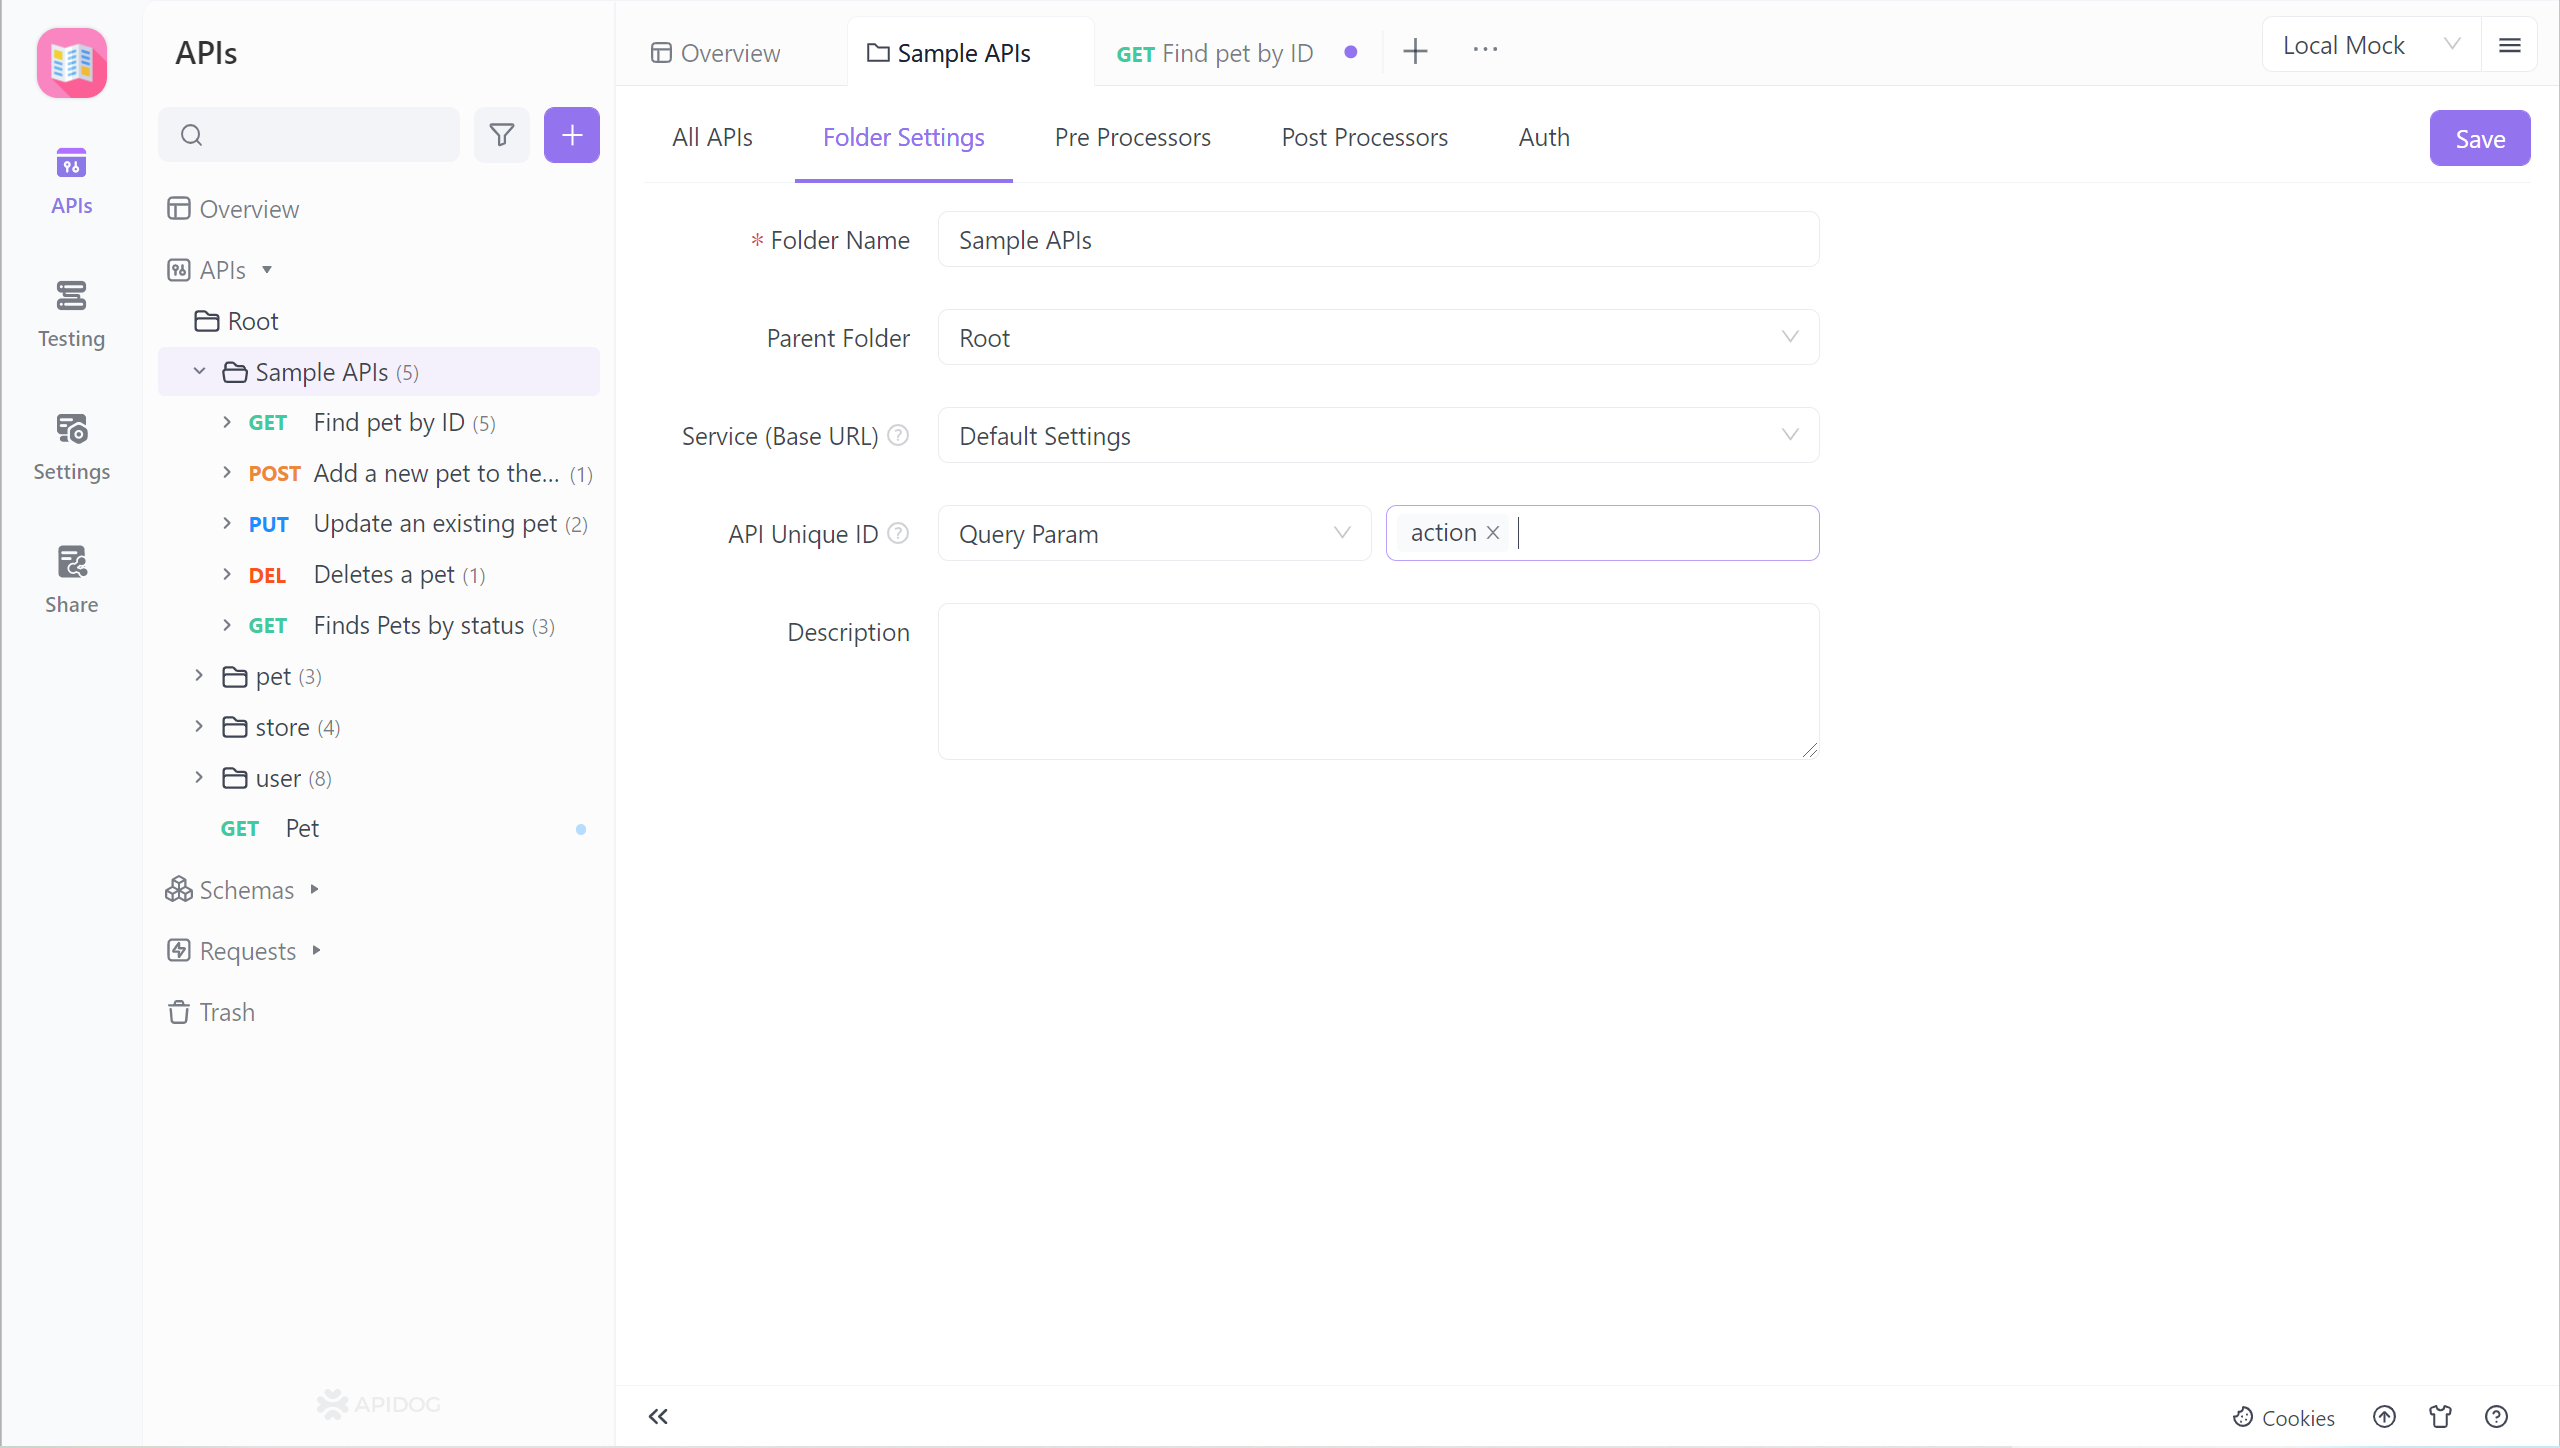 APIs
Testing
Settings
Share
APIs
Overview
APIs
Root
Sample APIs (5)
GET Find pet by ID (5)
POST Add a new pet to the... (1)
PUT Update an existing pet (2)
DEL Deletes a pet (1)
GET Finds Pets by status (3)
pet (3)
store (4)
user (8)
GET Pet
Schemas
Requests
Trash
APIDOG
Overview
Sample APIs
GET Find pet by ID
Local Mock
All APIs
Folder Settings
Pre Processors
Post Processors
Auth
Save
* Folder Name Sample APIs
Parent Folder Root
Service (Base URL) ? Default Settings
API Unique ID ? Query Param action
Description
Cookies